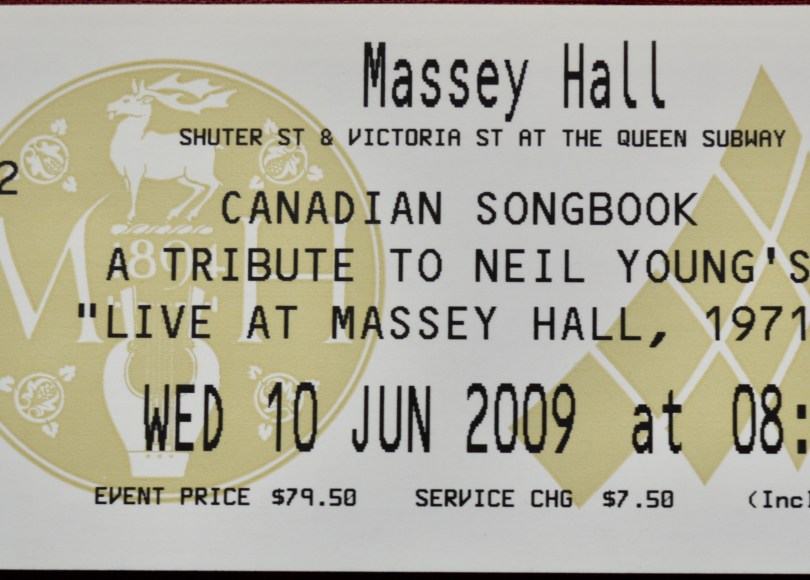 Massey Hall
SHUTER ST & VICTORIA ST AT THE QUEEN SUBWAY
2
CANADIAN SONGBOOK
A TRIBUTE TO NEIL YOUNG'S
"LIVE AT MASSEY HALL, 1971
M 1894 H
WED 10 JUN 2009 at 08:
EVENT PRICE $79.50 SERVICE CHG $7.50 (Incl